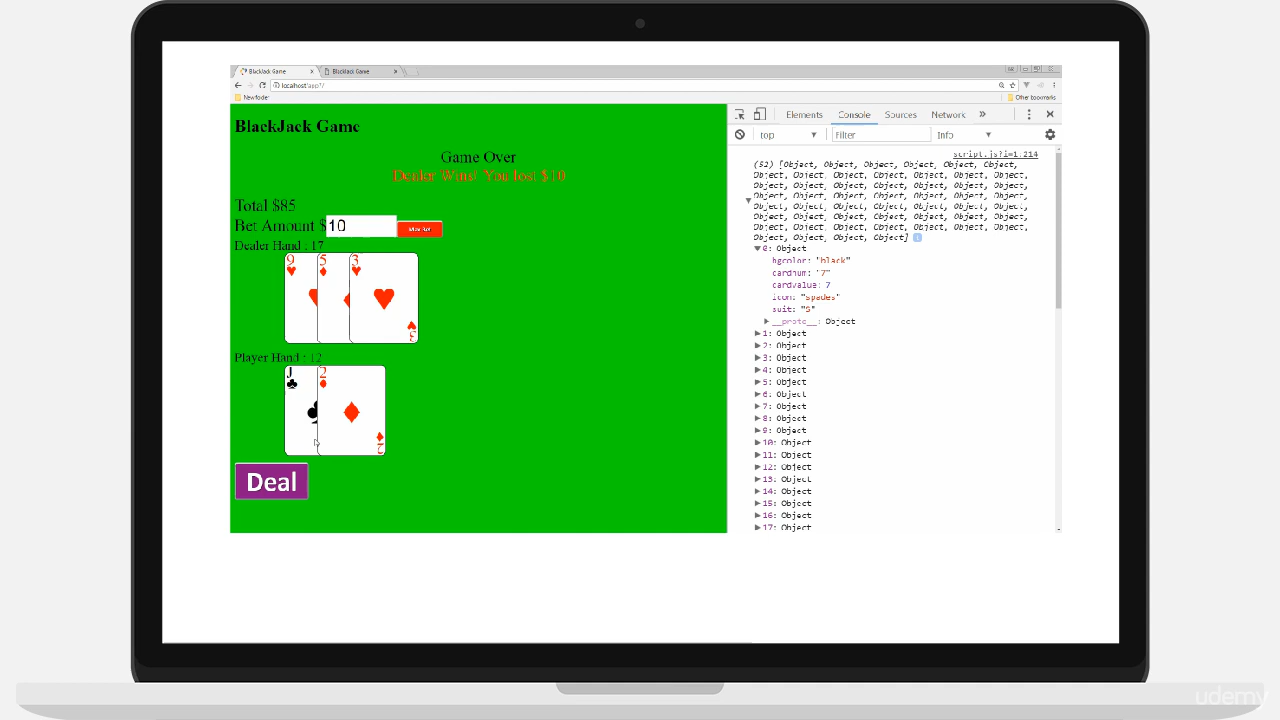 BlackJack Game
BlackJack Game
localhost/app/?
New folder
Other bookmarks
BlackJack Game
Game Over
Dealer Wins! You lost $10
Total $85
Bet Amount $10
Max Bet
Dealer Hand : 17
9
5
3
3
Player Hand : 12
J
2
2
Deal
Elements
Console
Sources
Network
»
top
Filter
Info
script.js?i=1:214
(52) [Object, Object, Object, Object, Object, Object,
Object, Object, Object, Object, Object, Object, Object,
Object, Object, Object, Object, Object, Object, Object,
Object, Object, Object, Object, Object, Object, Object,
Object, Object, Object, Object, Object, Object, Object,
Object, Object, Object, Object, Object, Object, Object,
Object, Object, Object, Object, Object, Object, Object,
Object, Object, Object, Object]
0: Object
bgcolor: "black"
cardnum: "7"
cardvalue: 7
icon: "spades"
suit: "S"
__proto__: Object
1: Object
2: Object
3: Object
4: Object
5: Object
6: Object
7: Object
8: Object
9: Object
10: Object
11: Object
12: Object
13: Object
14: Object
15: Object
16: Object
17: Object
udemy